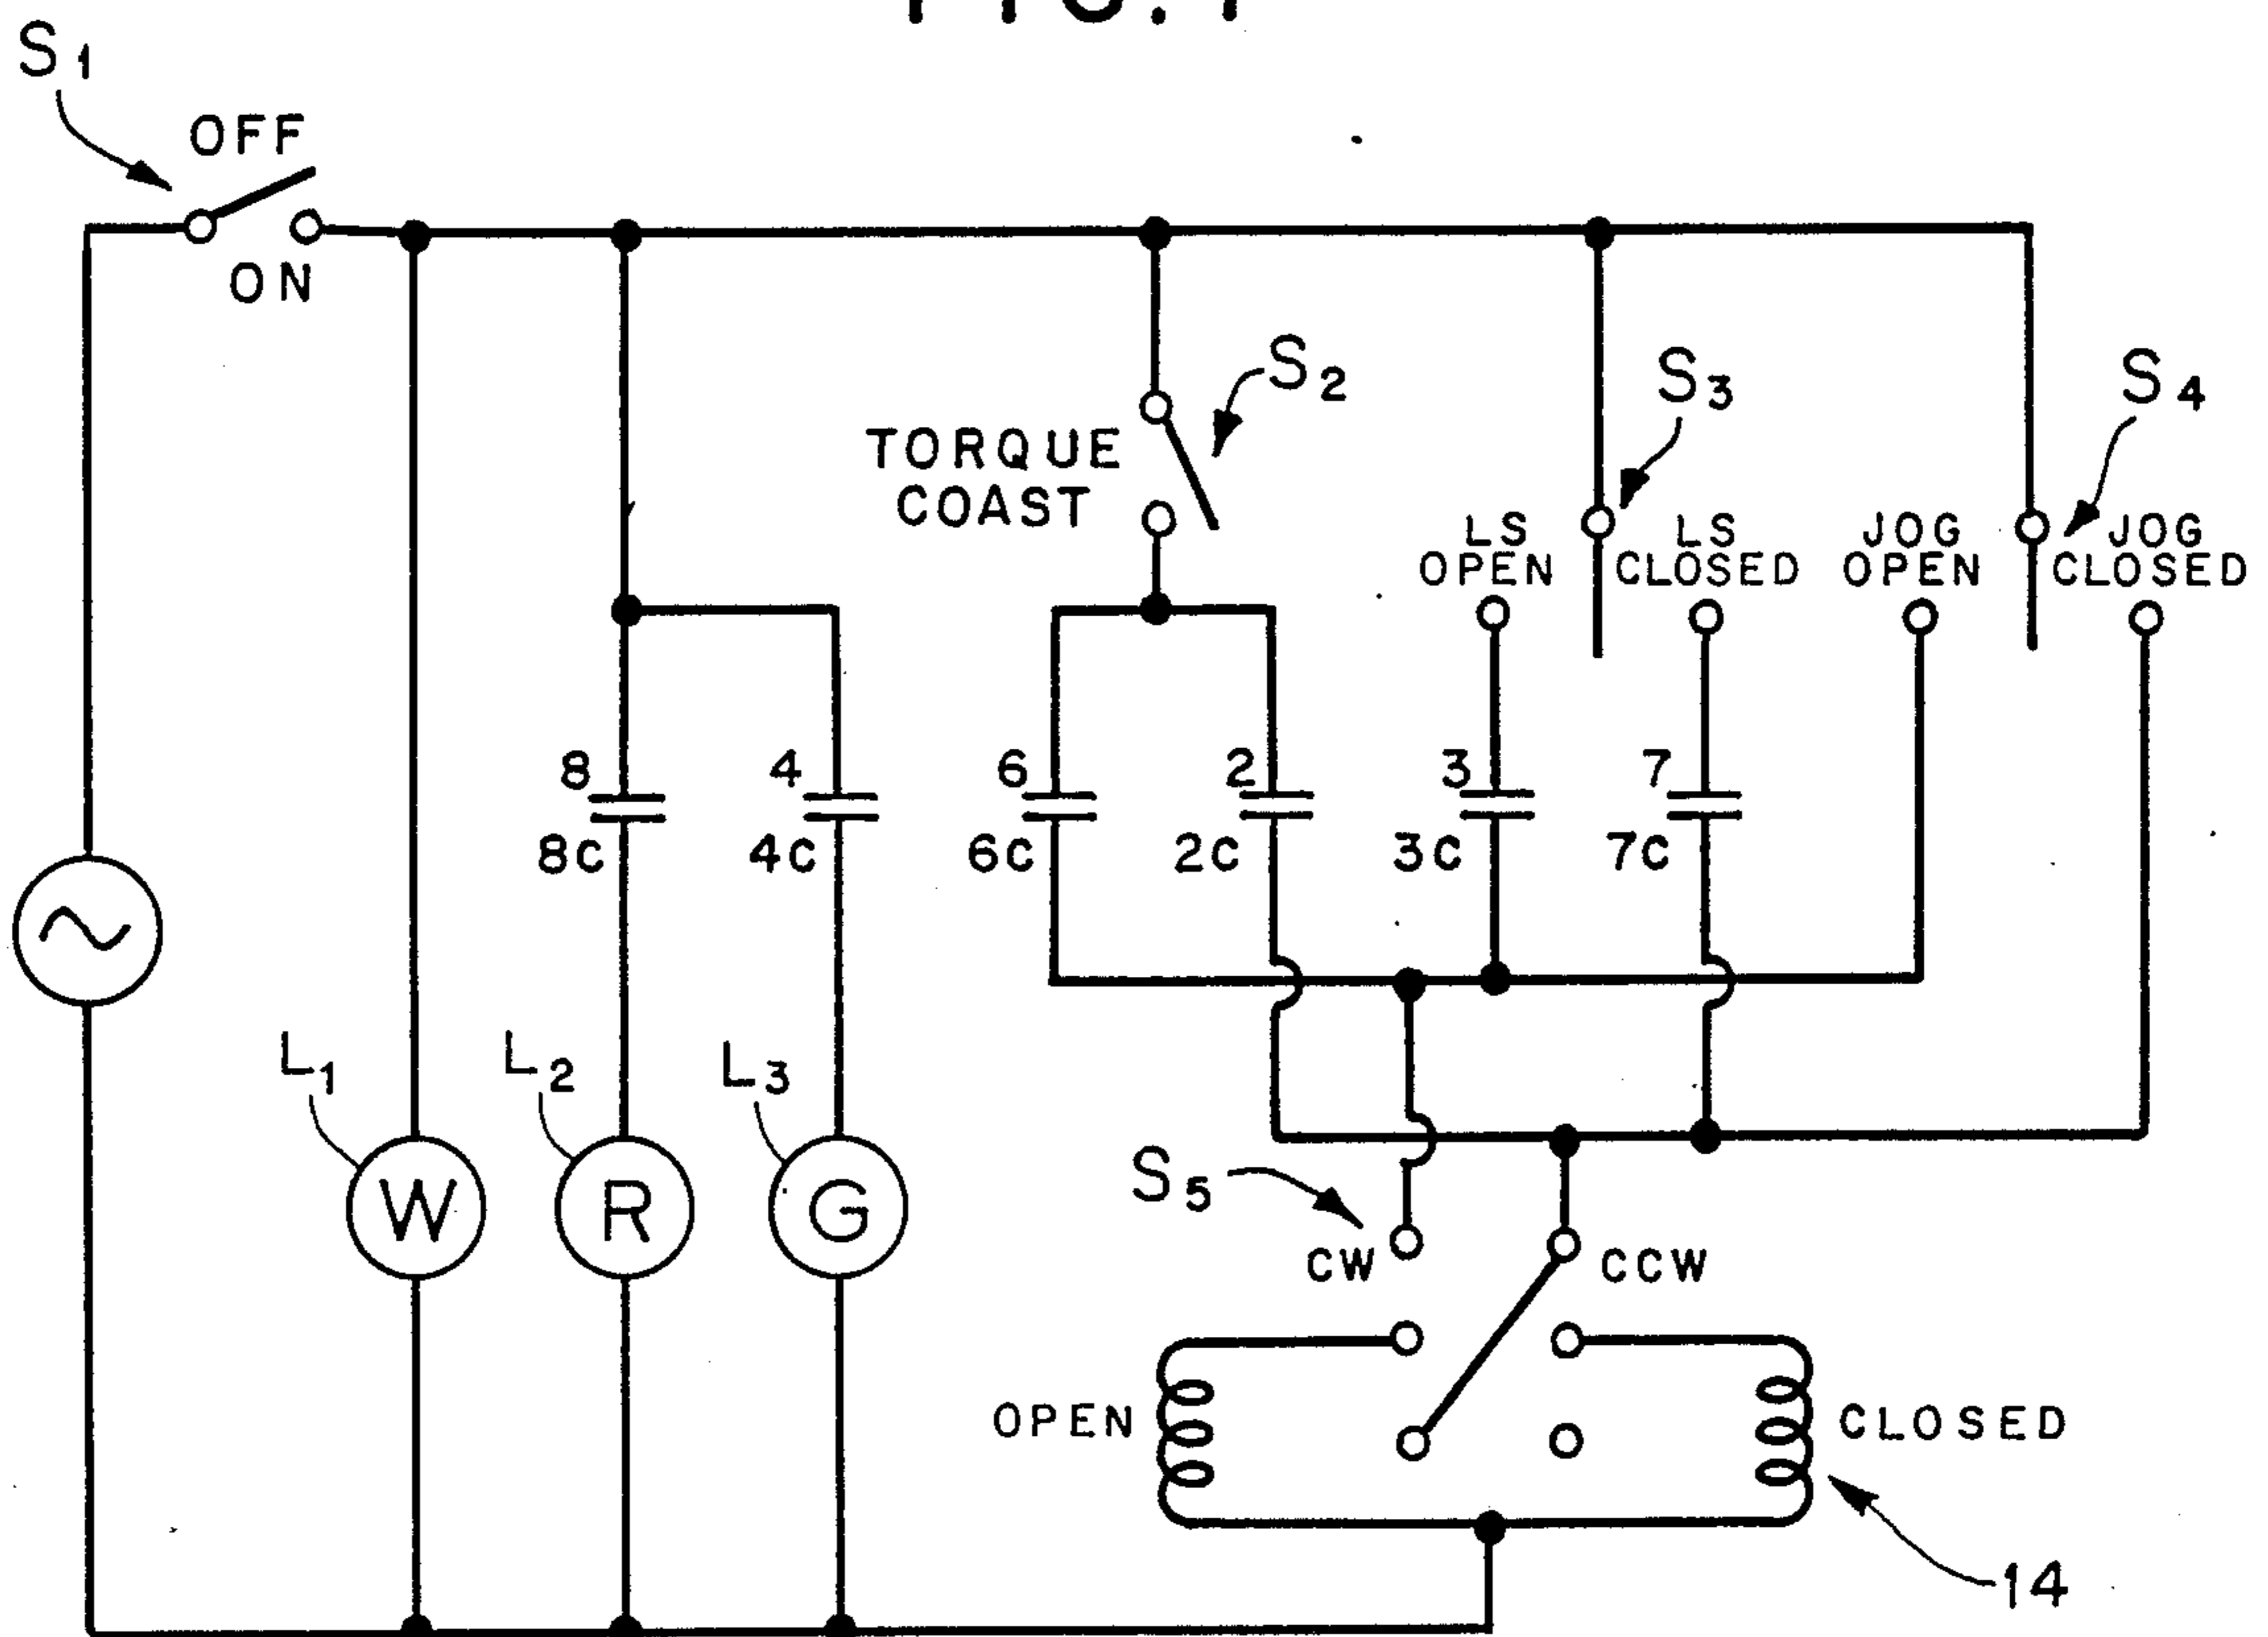 S1
OFF
ON
S2
TORQUE
COAST
S3
S4
LS
OPEN
LS
CLOSED
JOG
OPEN
JOG
CLOSED
8
8C
4
4C
6
6C
2
2C
3
3C
7
7C
L1
L2
L3
W
R
G
S5
CW
CCW
OPEN
CLOSED
14